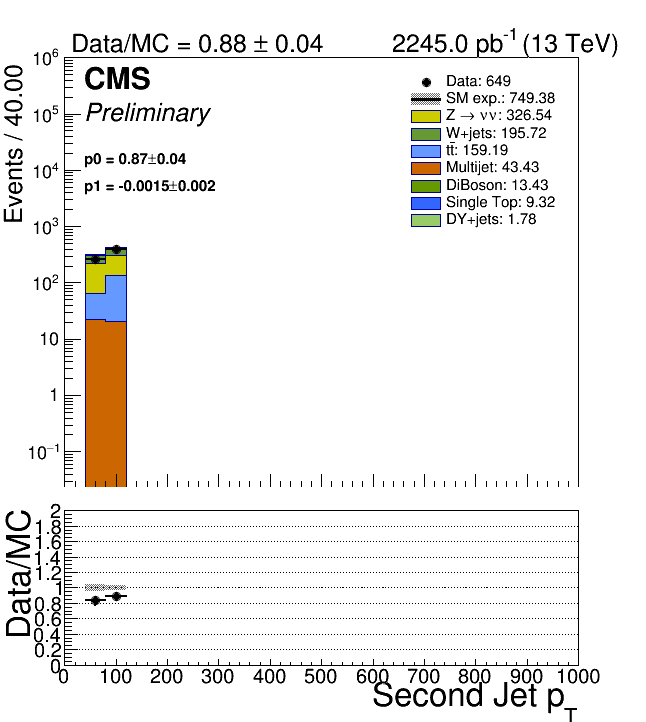 Data/MC = 0.88 ± 0.04 2245.0 pb⁻¹ (13 TeV)
CMS
Preliminary
p0 = 0.87±0.04
p1 = -0.0015±0.002
Data: 649
SM exp.: 749.38
Z → νν: 326.54
W+jets: 195.72
tt̄: 159.19
Multijet: 43.43
DiBoson: 13.43
Single Top: 9.32
DY+jets: 1.78
Events / 40.00
10⁶
10⁵
10⁴
10³
10²
10
1
10⁻¹
Data/MC
2
1.8
1.6
1.4
1.2
1
0.8
0.6
0.4
0.2
0
0 100 200 300 400 500 600 700 800 900 1000
Second Jet p_T